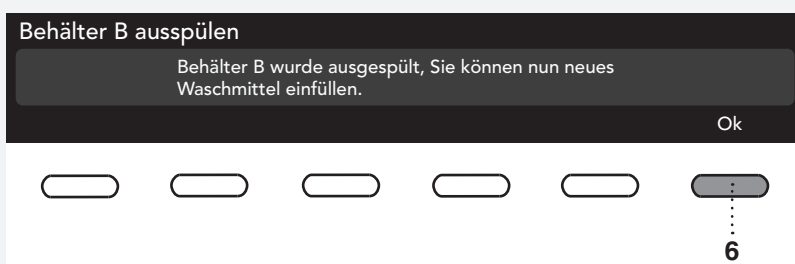 Behälter B ausspülen
Behälter B wurde ausgespült, Sie können nun neues
Waschmittel einfüllen.
Ok
6